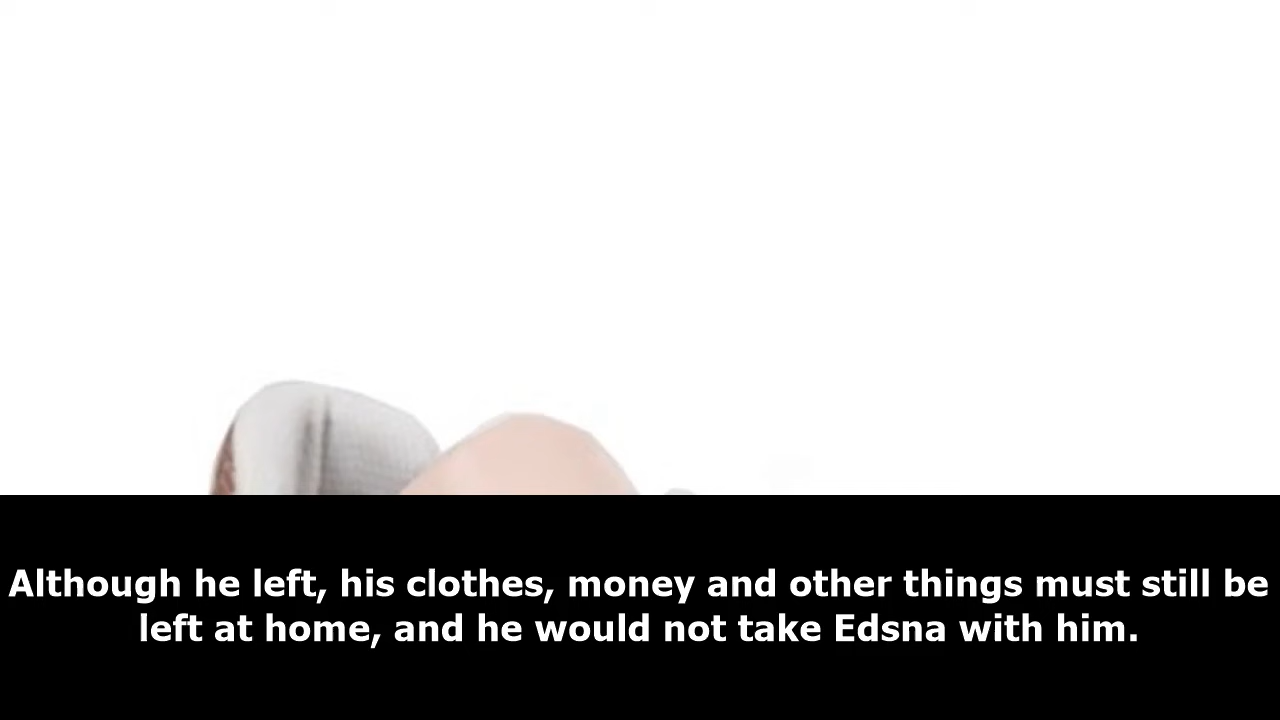 Although he left, his clothes, money and other things must still be
left at home, and he would not take Edsna with him.